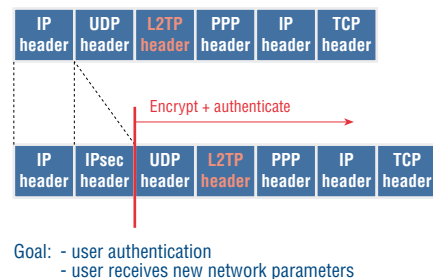 IP header UDP header L2TP header PPP header IP header TCP header
Encrypt + authenticate
IP header IPsec header UDP header L2TP header PPP header IP header TCP header
Goal: - user authentication
- user receives new network parameters